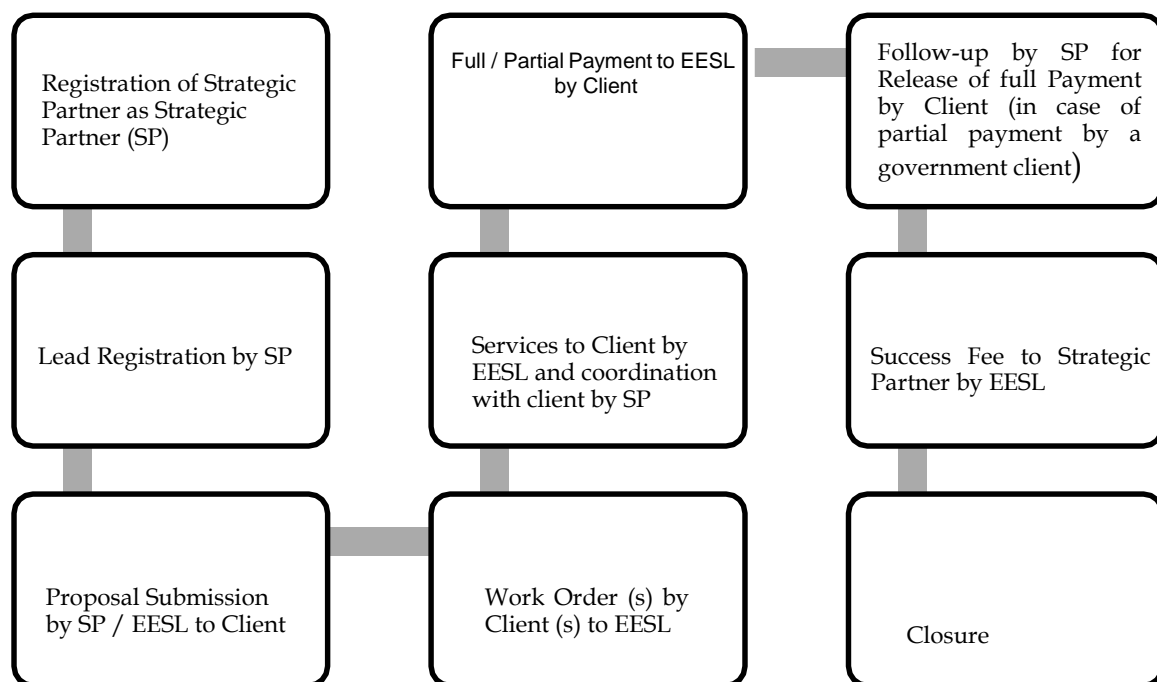 Registration of Strategic
Partner as Strategic
Partner (SP)
Lead Registration by SP
Proposal Submission
by SP / EESL to Client
Work Order (s) by
Client (s) to EESL
Services to Client by
EESL and coordination
with client by SP
Full / Partial Payment to EESL
by Client
Follow-up by SP for
Release of full Payment
by Client (in case of
partial payment by a
government client)
Success Fee to Strategic
Partner by EESL
Closure